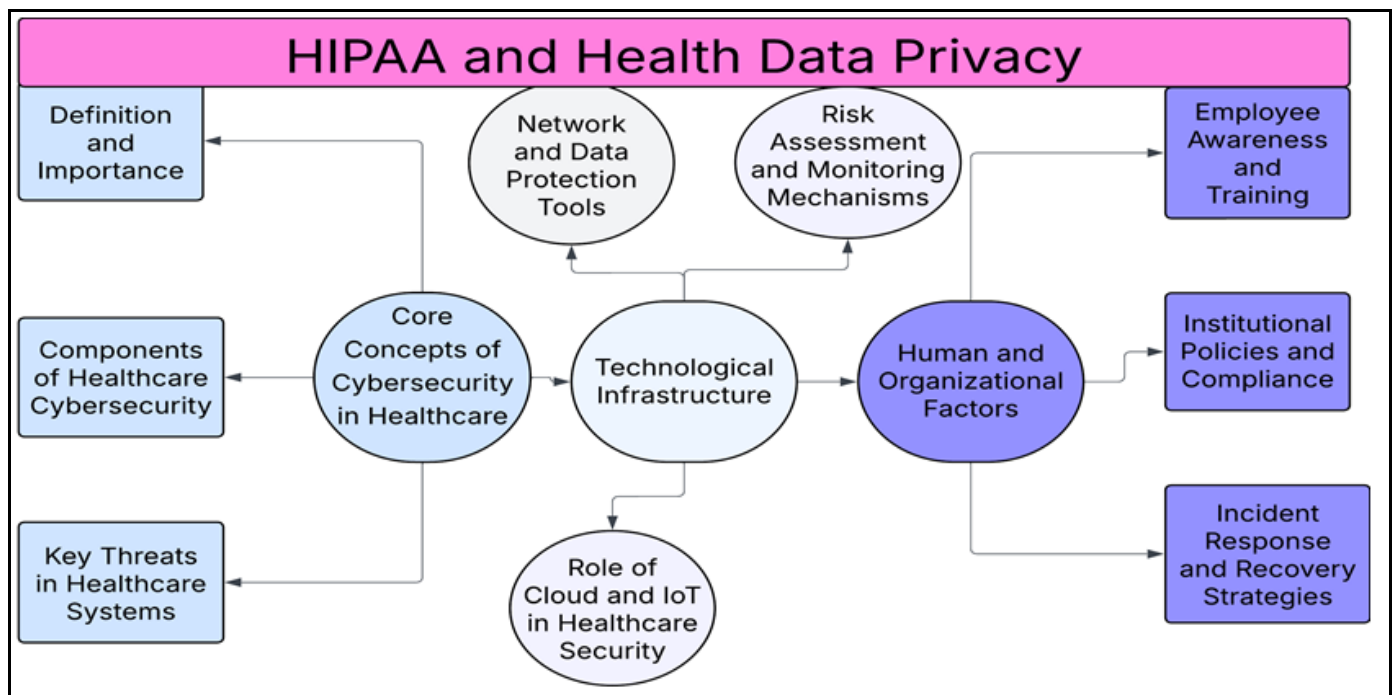 HIPAA and Health Data Privacy
Definition
and
Importance
Network
and Data
Protection
Tools
Risk
Assessment
and Monitoring
Mechanisms
Employee
Awareness
and
Training
Components
of Healthcare
Cybersecurity
Core
Concepts of
Cybersecurity
in Healthcare
Technological
Infrastructure
Human and
Organizational
Factors
Institutional
Policies and
Compliance
Key Threats
in Healthcare
Systems
Role of
Cloud and IoT
in Healthcare
Security
Incident
Response
and Recovery
Strategies